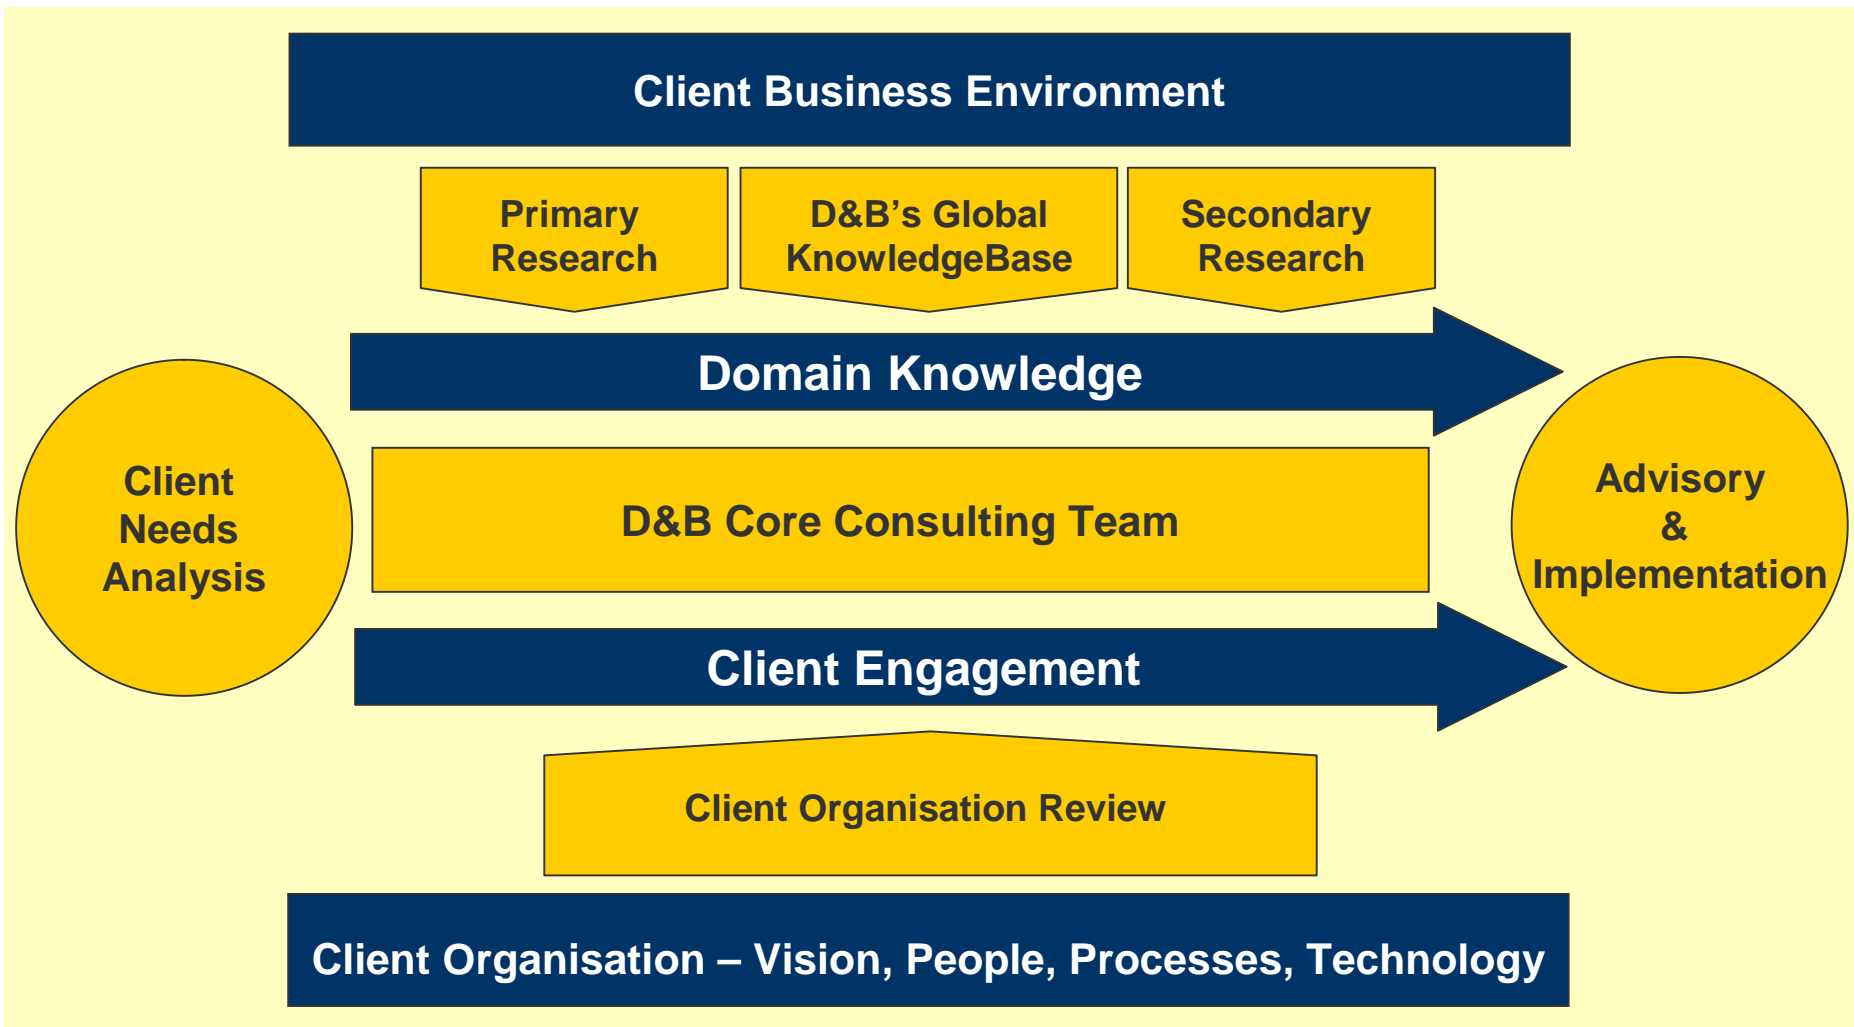 Client Business Environment
Primary
Research
D&B’s Global
KnowledgeBase
Secondary
Research
Domain Knowledge
Client
Needs
Analysis
D&B Core Consulting Team
Advisory
&
Implementation
Client Engagement
Client Organisation Review
Client Organisation – Vision, People, Processes, Technology